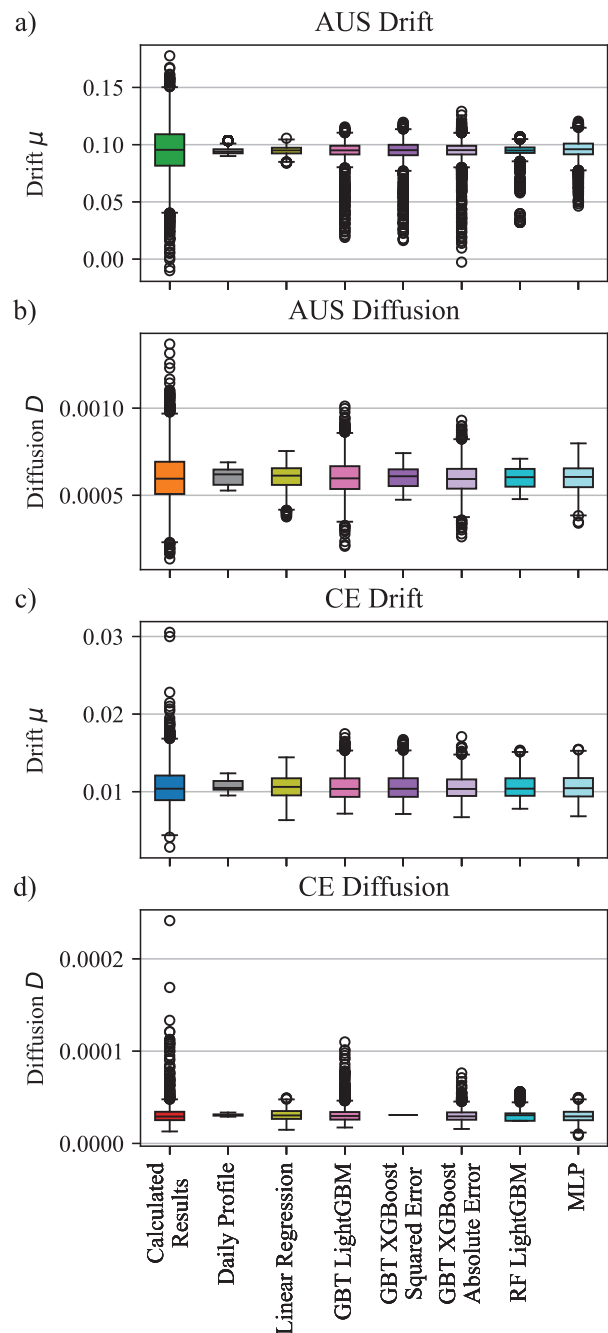 a)
AUS Drift
Drift μ
0.15
0.10
0.05
0.00
b)
AUS Diffusion
Diffusion D
0.0010
0.0005
c)
CE Drift
Drift μ
0.03
0.02
0.01
d)
CE Diffusion
Diffusion D
0.0002
0.0001
0.0000
Calculated
Results
Daily Profile
Linear Regression
GBT LightGBM
GBT XGBoost
Squared Error
GBT XGBoost
Absolute Error
RF LightGBM
MLP